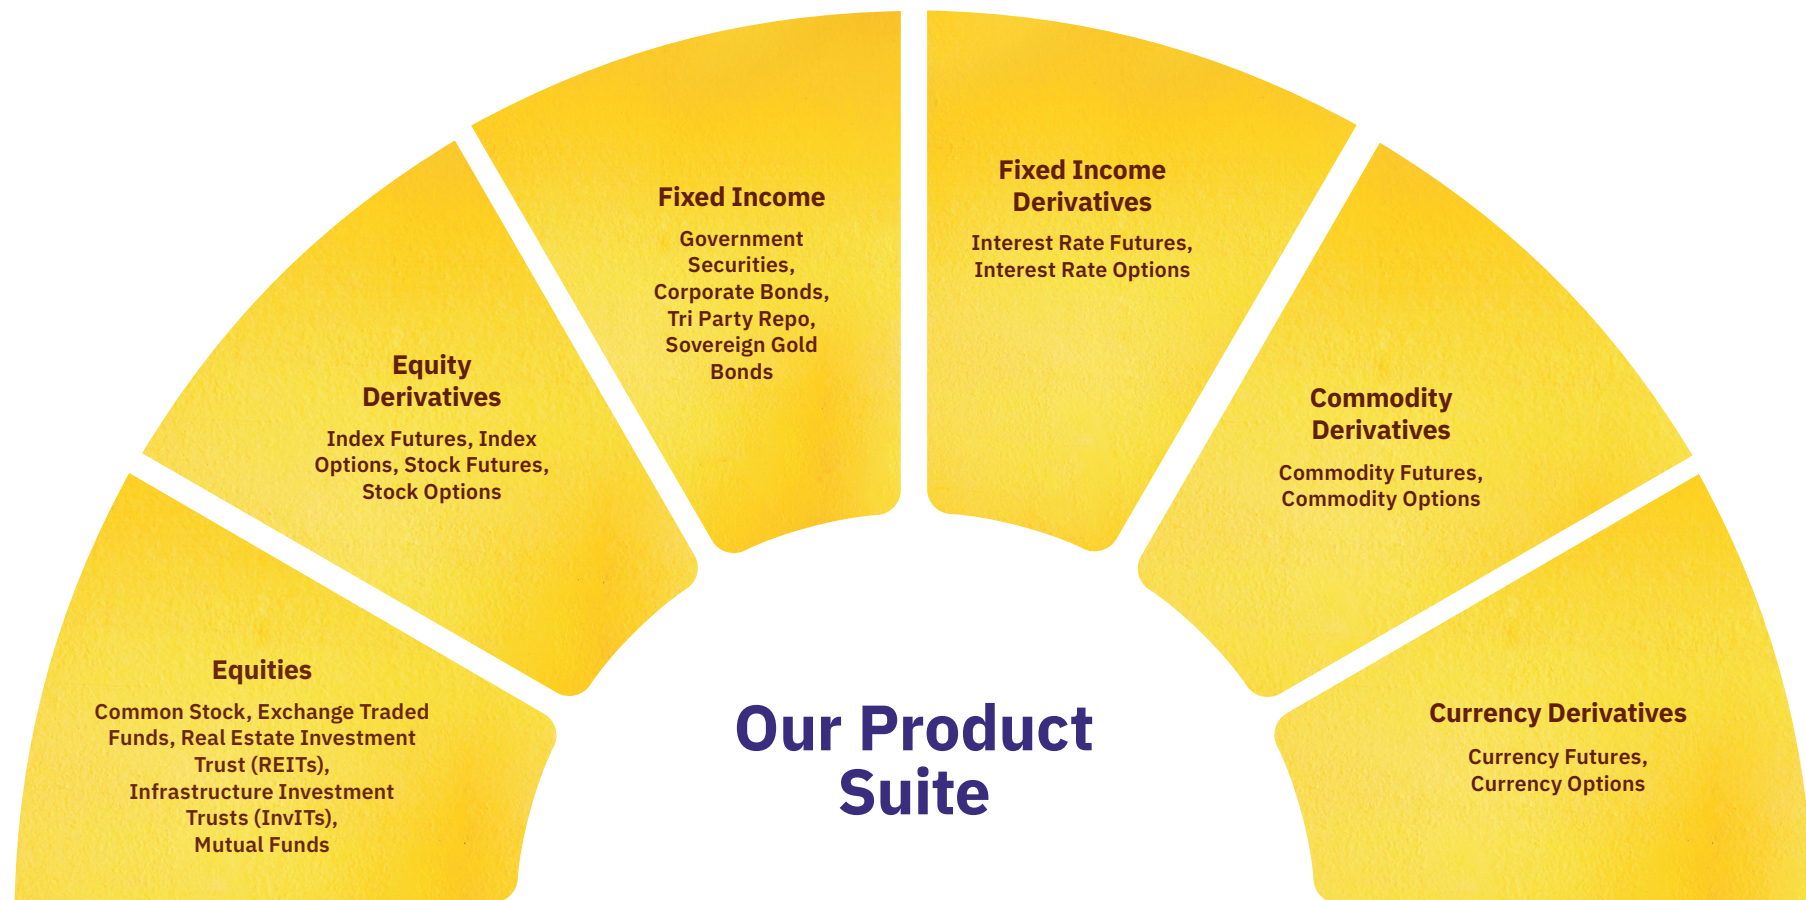 Equities
Common Stock, Exchange Traded
Funds, Real Estate Investment
Trust (REITs),
Infrastructure Investment
Trusts (InvITs),
Mutual Funds
Equity
Derivatives
Index Futures, Index
Options, Stock Futures,
Stock Options
Fixed Income
Government
Securities,
Corporate Bonds,
Tri Party Repo,
Sovereign Gold
Bonds
Fixed Income
Derivatives
Interest Rate Futures,
Interest Rate Options
Commodity
Derivatives
Commodity Futures,
Commodity Options
Currency Derivatives
Currency Futures,
Currency Options
Our Product
Suite